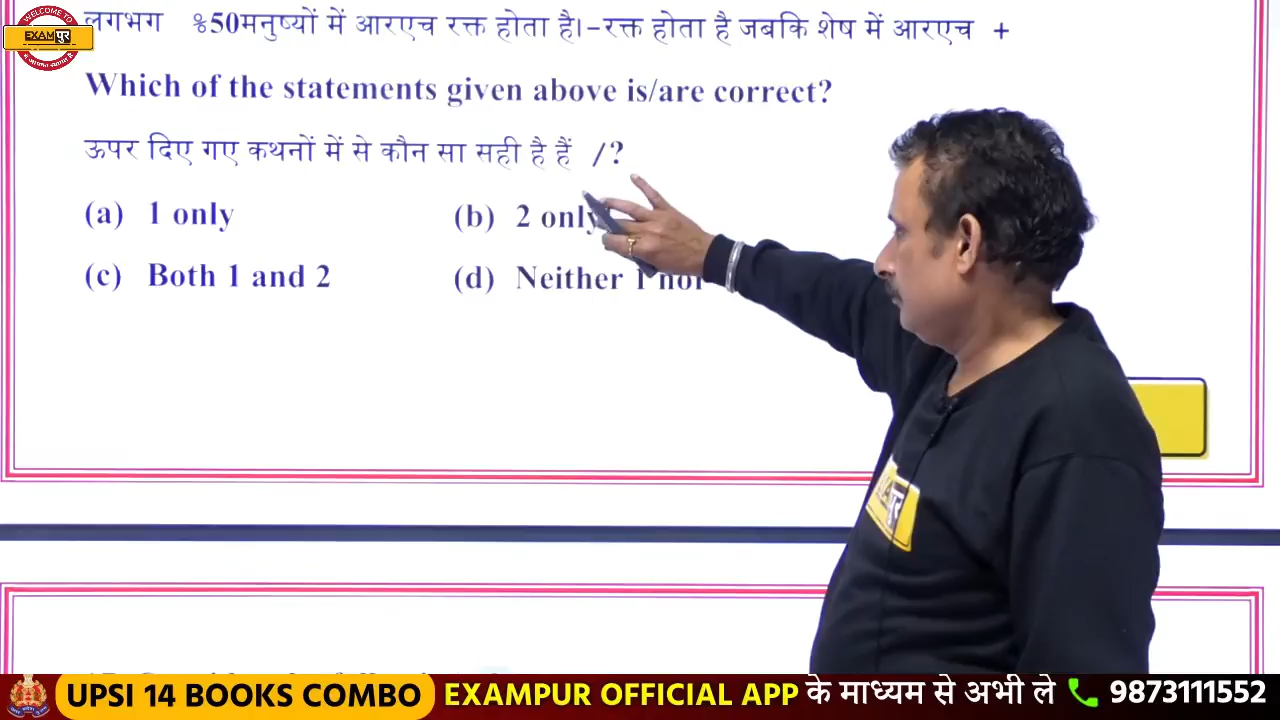 WELCOME TO
EXAMपुर
लगभग %50मनुष्यों में आरएच रक्त होता है।-रक्त होता है जबकि शेष में आरएच +
Which of the statements given above is/are correct?
ऊपर दिए गए कथनों में से कौन सा सही है हैं /?
(a) 1 only
(b) 2 only
(c) Both 1 and 2
(d) Neither 1 nor
UPSI 14 BOOKS COMBO
EXAMPUR OFFICIAL APP के माध्यम से अभी ले
9873111552